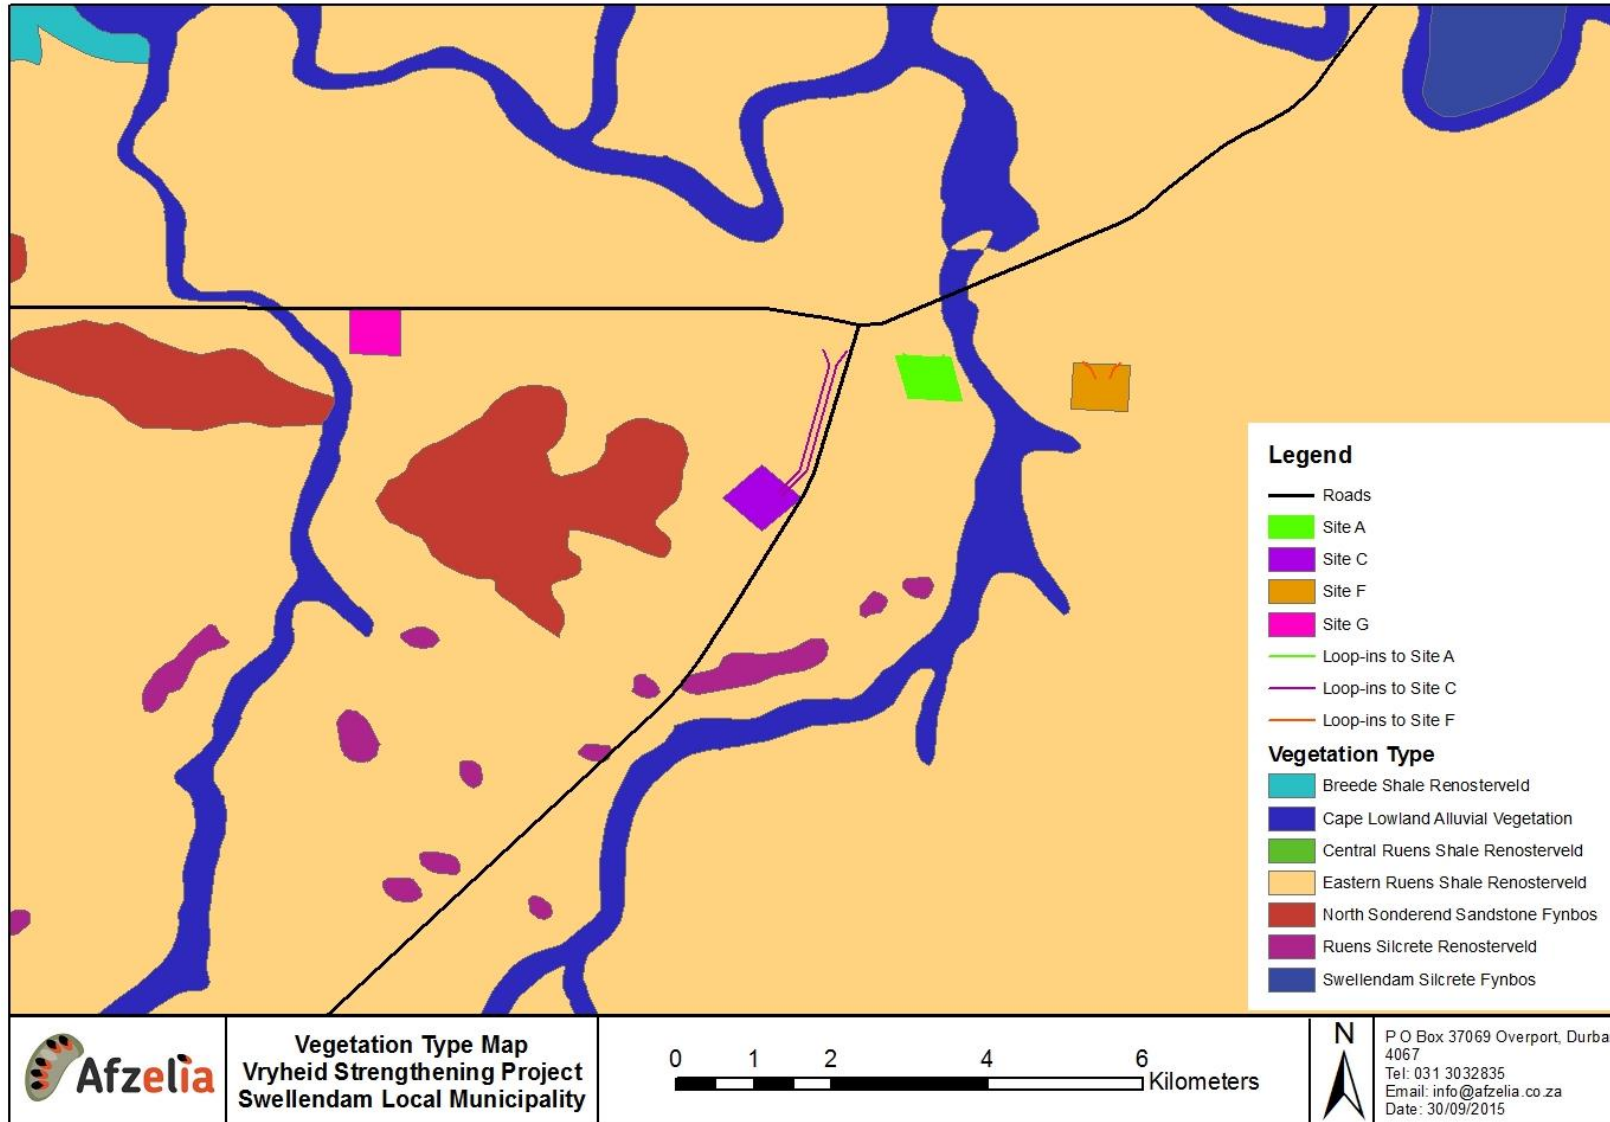 Legend
Roads
Site A
Site C
Site F
Site G
Loop-ins to Site A
Loop-ins to Site C
Loop-ins to Site F
Vegetation Type
Breede Shale Renosterveld
Cape Lowland Alluvial Vegetation
Central Ruens Shale Renosterveld
Eastern Ruens Shale Renosterveld
North Sonderend Sandstone Fynbos
Ruens Silcrete Renosterveld
Swellendam Silcrete Fynbos
Afzelia
Vegetation Type Map
Vryheid Strengthening Project
Swellendam Local Municipality
0 1 2 4 6
Kilometers
N
P O Box 37069 Overport, Durba
4067
Tel: 031 3032835
Email: info@afzelia.co.za
Date: 30/09/2015